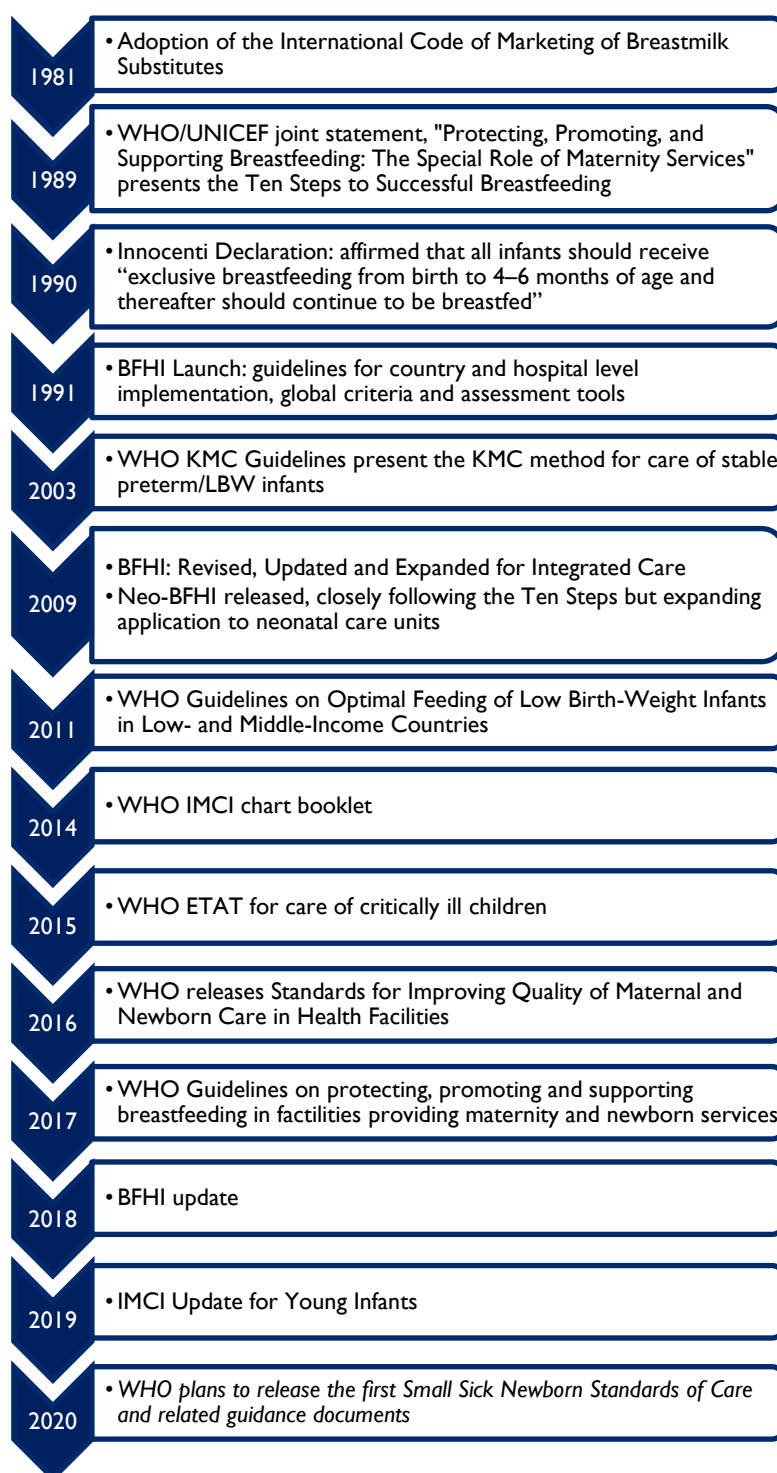 1981
• Adoption of the International Code of Marketing of Breastmilk
Substitutes
1989
• WHO/UNICEF joint statement, "Protecting, Promoting, and
Supporting Breastfeeding: The Special Role of Maternity Services"
presents the Ten Steps to Successful Breastfeeding
1990
• Innocenti Declaration: affirmed that all infants should receive
“exclusive breastfeeding from birth to 4–6 months of age and
thereafter should continue to be breastfed”
1991
• BFHI Launch: guidelines for country and hospital level
implementation, global criteria and assessment tools
2003
• WHO KMC Guidelines present the KMC method for care of stable
preterm/LBW infants
2009
• BFHI: Revised, Updated and Expanded for Integrated Care
• Neo-BFHI released, closely following the Ten Steps but expanding
application to neonatal care units
2011
• WHO Guidelines on Optimal Feeding of Low Birth-Weight Infants
in Low- and Middle-Income Countries
2014
• WHO IMCI chart booklet
2015
• WHO ETAT for care of critically ill children
2016
• WHO releases Standards for Improving Quality of Maternal and
Newborn Care in Health Facilities
2017
• WHO Guidelines on protecting, promoting and supporting
breastfeeding in factilities providing maternity and newborn services
2018
• BFHI update
2019
• IMCI Update for Young Infants
2020
• WHO plans to release the first Small Sick Newborn Standards of Care
and related guidance documents